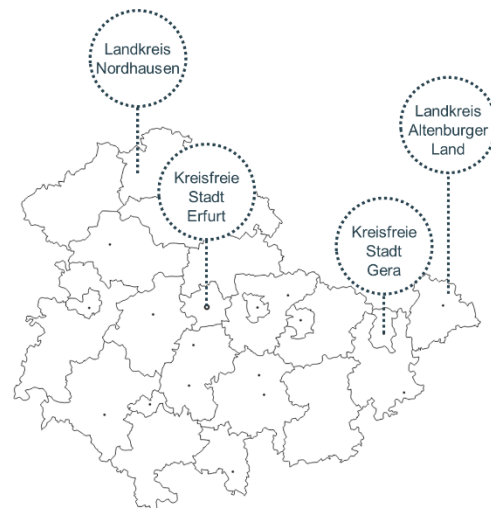 Landkreis
Nordhausen
Landkreis
Altenburger
Land
Kreisfreie
Stadt
Erfurt
Kreisfreie
Stadt
Gera